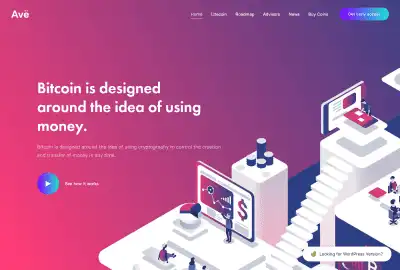 Avē
Home Litecoin Roadmap Advisors News Buy Coins Get early access
Bitcoin is designed
around the idea of using
money.
Bitcoin is designed around the idea of using cryptography to control the creation
and transfer of money in any time.
See how it works
$
Looking for WordPress Version?